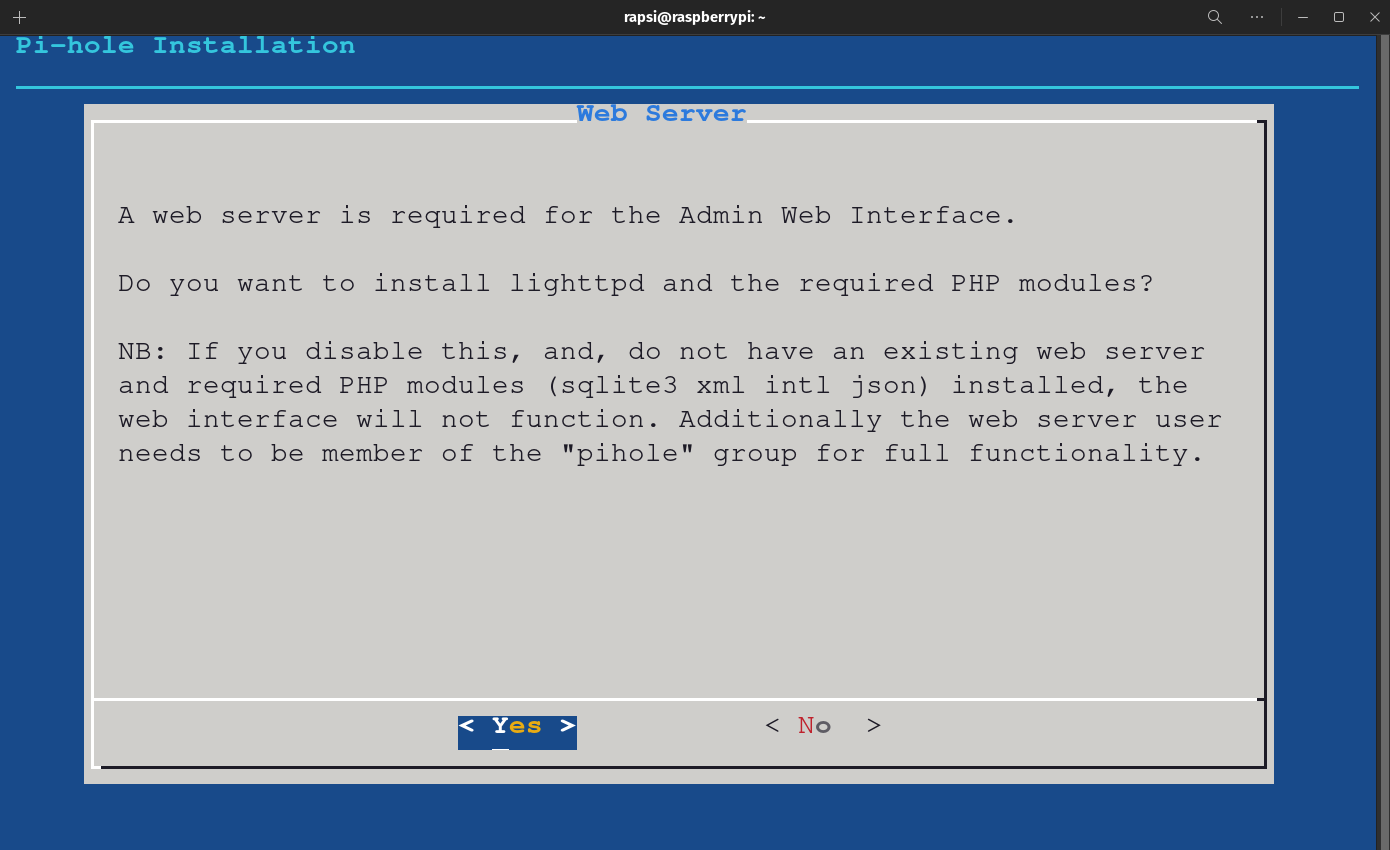 rapsi@raspberrypi: ~
Pi-hole Installation
Web Server
A web server is required for the Admin Web Interface.
Do you want to install lighttpd and the required PHP modules?
NB: If you disable this, and, do not have an existing web server
and required PHP modules (sqlite3 xml intl json) installed, the
web interface will not function. Additionally the web server user
needs to be member of the "pihole" group for full functionality.
< Yes > < No >